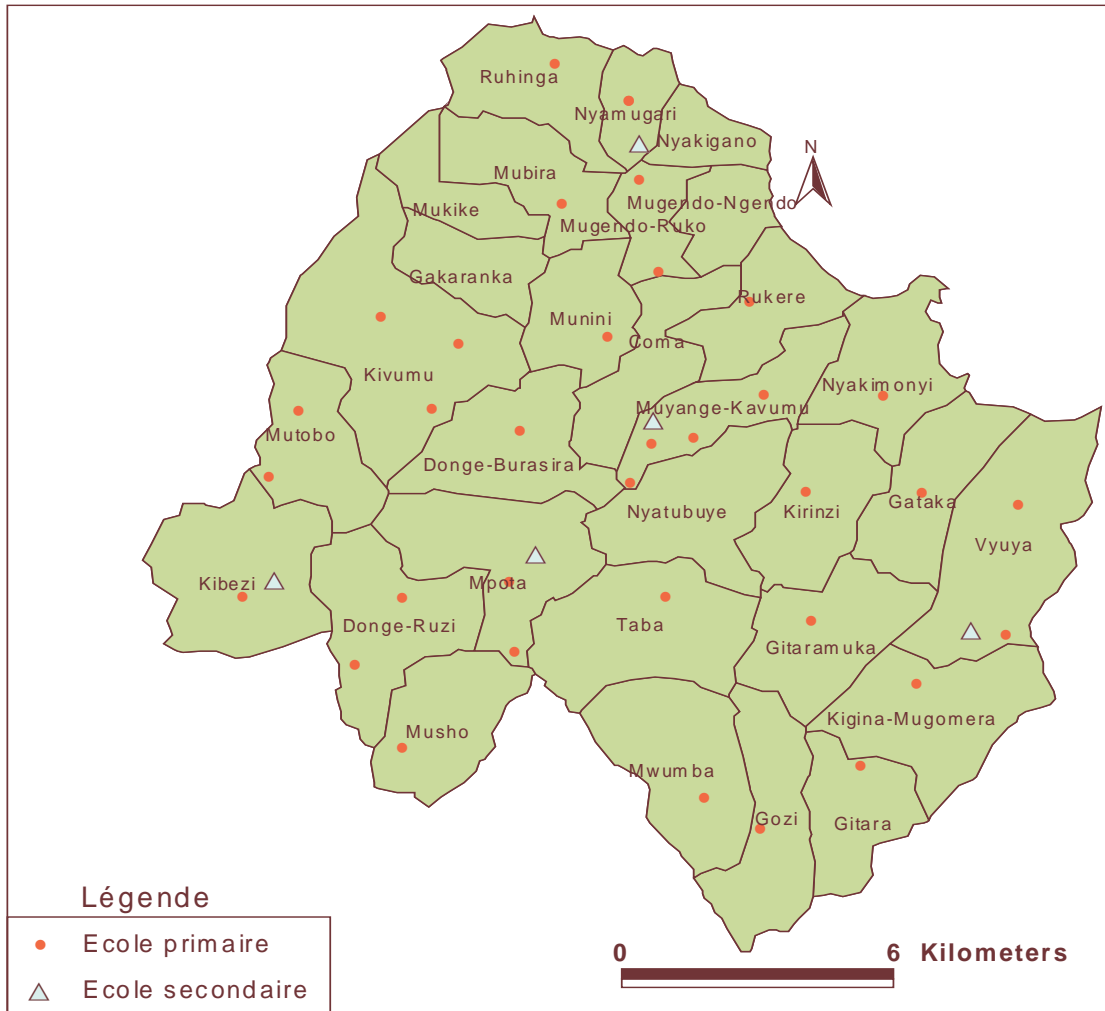 Ruhinga
Nyamugari
Nyakigano
N
Mubira
Mugendo-Ngendo
Mukike
Mugendo-Ruko
Gakaranka
Rukere
Munini
Coma
Kivumu
Nyakimonyi
Muyange-Kavumu
Mutobo
Donge-Burasira
Nyatubuye
Kirinzi
Gataka
Vyuya
Kibezi
Mpota
Donge-Ruzi
Taba
Gitaramuka
Musho
Kigina-Mugomera
Mwumba
Gozi
Gitara
Légende
Ecole primaire
Ecole secondaire
0 6 Kilometers